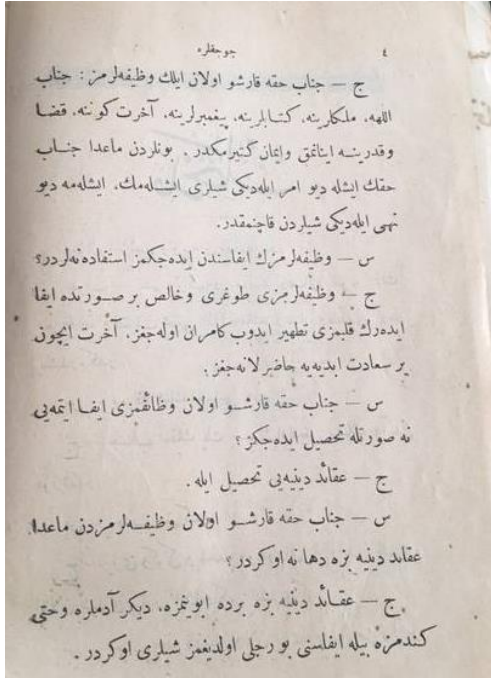 ٤
جوجقلره
ج — جناب حقه قارشو اولان ایلك وظیفه‌لرمز : جناب
اللهه، ملكلرینه، كتابلرینه، پیغمبرلرینه، آخرت كوننه، قضا
وقدرینه اینانمق وایمان كتیرمكدر . بونلردن ماعدا جناب
حقك ایشله دیو امر ایله‌دیكی شیلری ایشله‌مك، ایشله‌مه دیو
نهی ایله‌دیكی شیلردن قاچنمقدر.
س — وظیفه‌لرمزك ایفاسندن ایده‌جكمز استفاده نه‌لردر؟
ج — وظیفه‌لرمزی طوغری وخالص بر صورتده ایفا
ایده‌رك قلبمزی تطهیر ایدوب كامران اوله‌جغز. آخرت ایچون
بر سعادت ابدیه‌یه حاضرلانه‌جغز.
س — جناب حقه قارشو اولان وظائفمزی ایفا ایتمه‌یی
نه صورتله تحصیل ایده‌جكز ؟
ج — عقائد دینیه‌یی تحصیل ایله.
س — جناب حقه قارشو اولان وظیفه‌لرمزدن ماعدا
عقاید دینیه بزه دها نه اوكردر ؟
ج — عقائد دینیه بزه برده ابوینمزه، دیكر آدملره وحتی
كندمزه بیله ایفاسنی بورجلی اولدیغمز شیلری اوكردر .